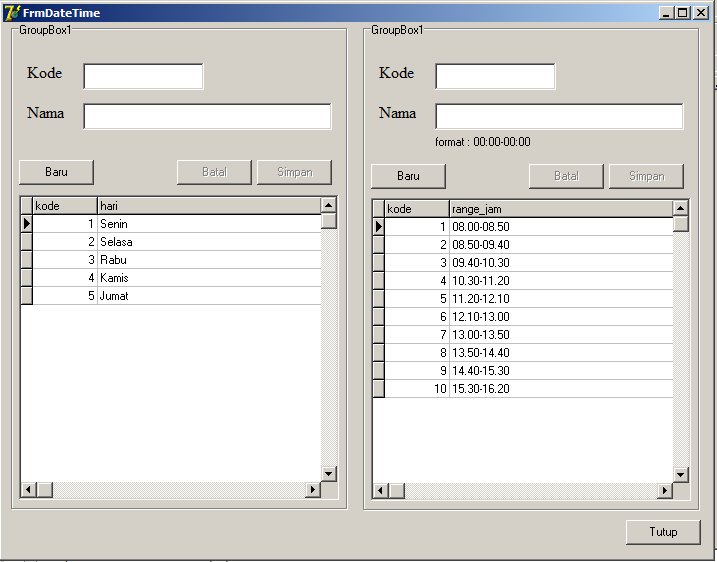 FrmDateTime
GroupBox1
Kode
Nama
Baru Batal Simpan
kode hari
1 Senin
2 Selasa
3 Rabu
4 Kamis
5 Jumat
GroupBox1
Kode
Nama
format : 00:00-00:00
Baru Batal Simpan
kode range_jam
1 08.00-08.50
2 08.50-09.40
3 09.40-10.30
4 10.30-11.20
5 11.20-12.10
6 12.10-13.00
7 13.00-13.50
8 13.50-14.40
9 14.40-15.30
10 15.30-16.20
Tutup